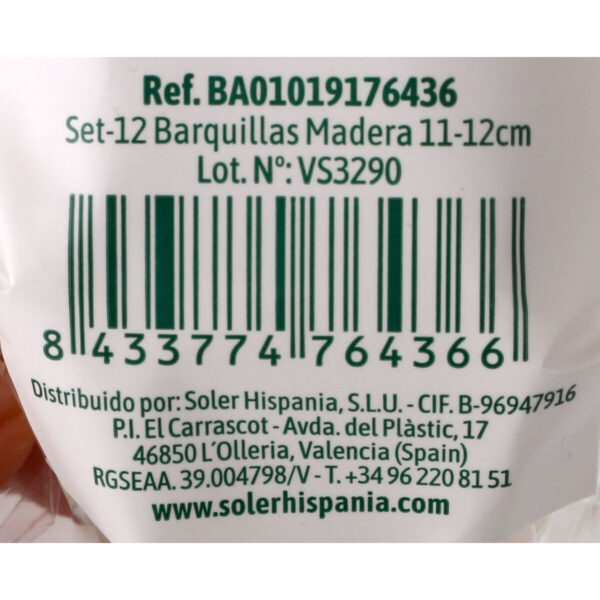 Ref. BA01019176436
Set-12 Barquillas Madera 11-12cm
Lot. Nº: VS3290
8 433774 764366
Distribuido por: Soler Hispania, S.L.U. - CIF. B-96947916
P.I. El Carrascot - Avda. del Plàstic, 17
46850 L´Olleria, Valencia (Spain)
RGSEAA. 39.004798/V - T. +34 96 220 81 51
www.solerhispania.com